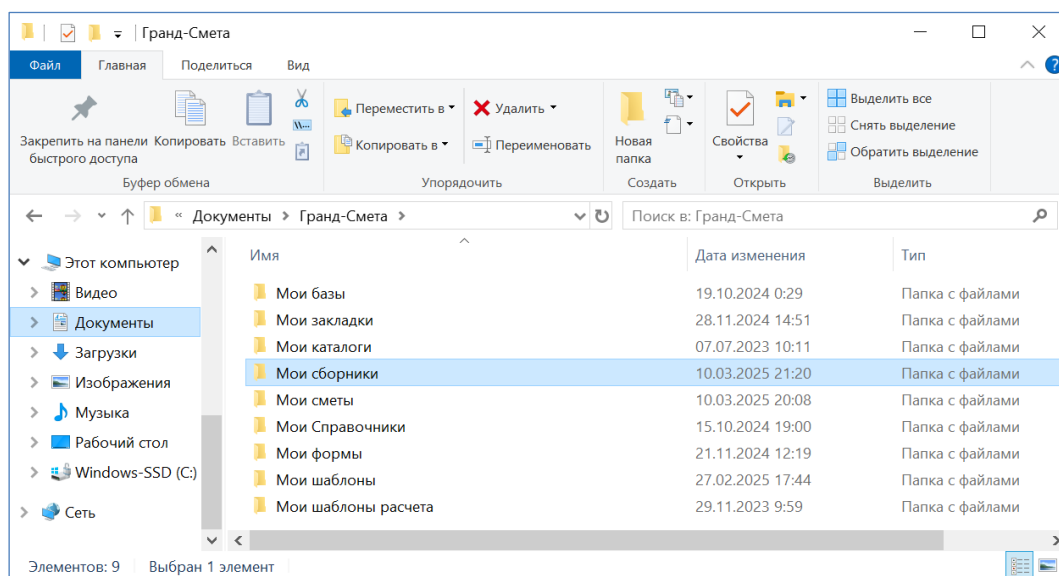 Гранд-Смета
Файл Главная Поделиться Вид
Закрепить на панели быстрого доступа Копировать Вставить Переместить в Копировать в Удалить Переименовать Новая папка Свойства Выделить все Снять выделение Обратить выделение
Буфер обмена Упорядочить Создать Открыть Выделить
« Документы > Гранд-Смета > Поиск в: Гранд-Смета
Имя Дата изменения Тип
Этот компьютер
Видео
Документы
Загрузки
Изображения
Музыка
Рабочий стол
Windows-SSD (C:)
Сеть
Мои базы 19.10.2024 0:29 Папка с файлами
Мои закладки 28.11.2024 14:51 Папка с файлами
Мои каталоги 07.07.2023 10:11 Папка с файлами
Мои сборники 10.03.2025 21:20 Папка с файлами
Мои сметы 10.03.2025 20:08 Папка с файлами
Мои Справочники 15.10.2024 19:00 Папка с файлами
Мои формы 21.11.2024 12:19 Папка с файлами
Мои шаблоны 27.02.2025 17:44 Папка с файлами
Мои шаблоны расчета 29.11.2023 9:59 Папка с файлами
Элементов: 9 Выбран 1 элемент